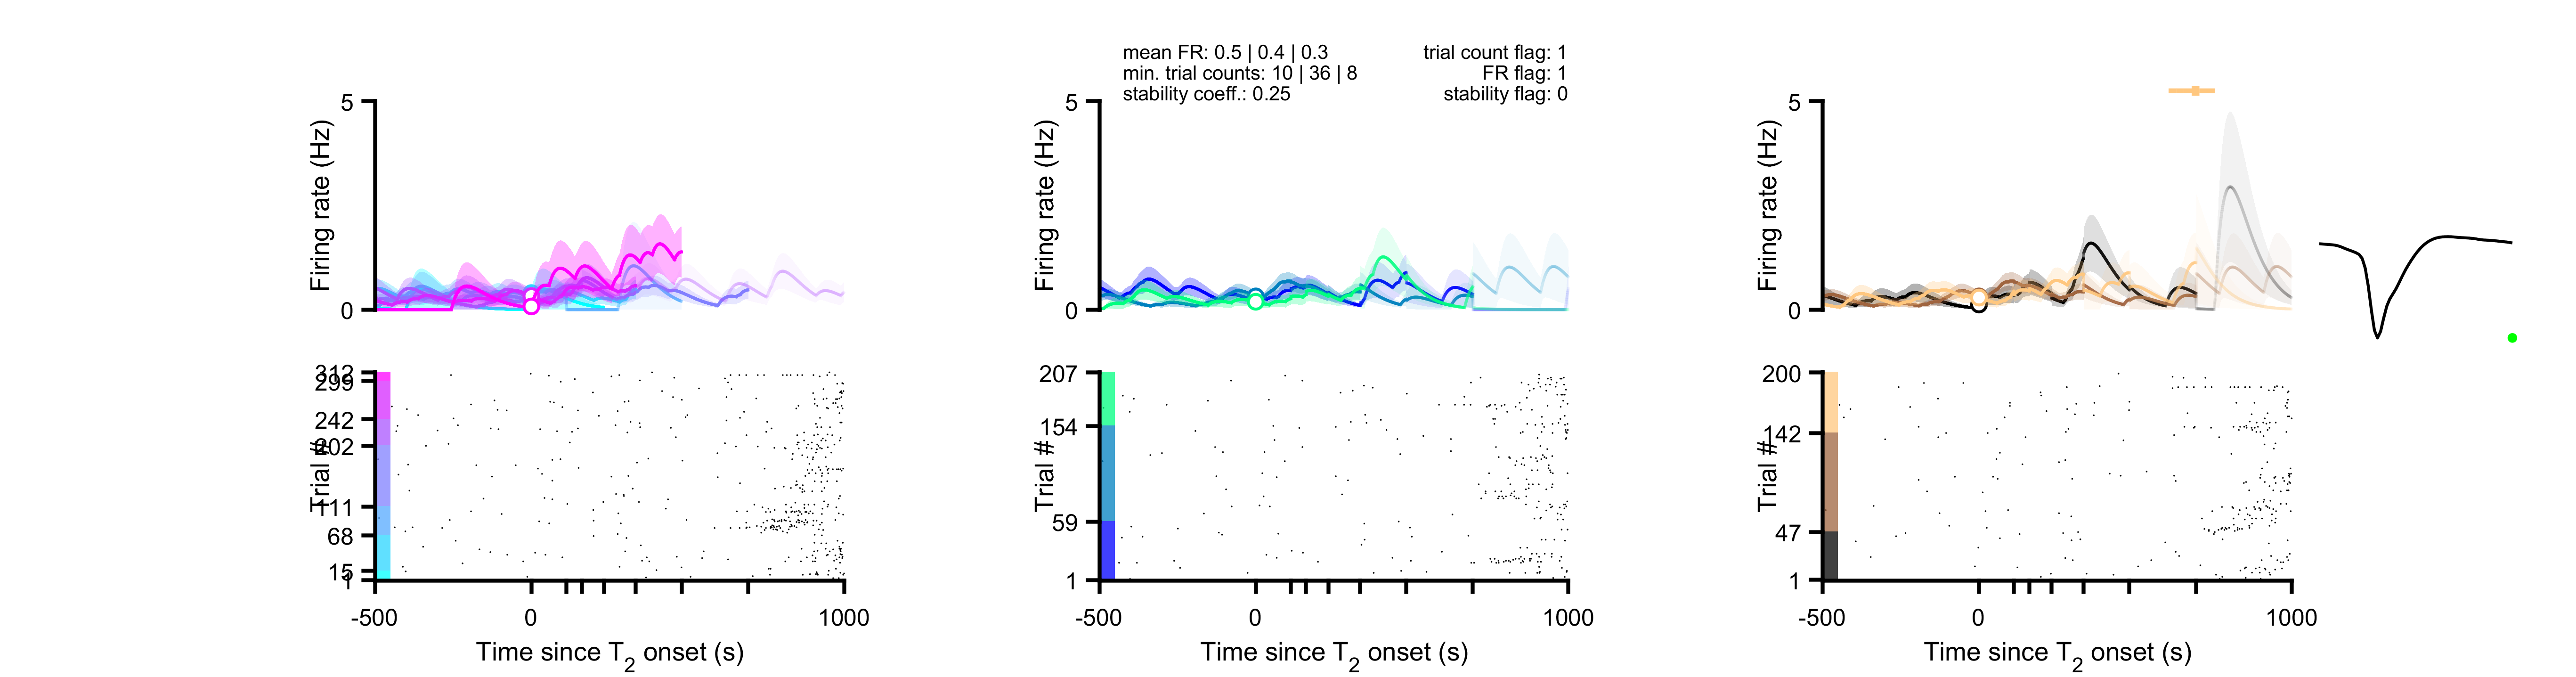 mean FR: 0.5 | 0.4 | 0.3
min. trial counts: 10 | 36 | 8
stability coeff.: 0.25
trial count flag: 1
FR flag: 1
stability flag: 0
5
0
Firing rate (Hz)
5
0
Firing rate (Hz)
5
0
Firing rate (Hz)
312
299
242
202
111
68
15
1
Trial #
-500
0
1000
Time since T2 onset (s)
207
154
59
1
Trial #
-500
0
1000
Time since T2 onset (s)
200
142
47
1
Trial #
-500
0
1000
Time since T2 onset (s)